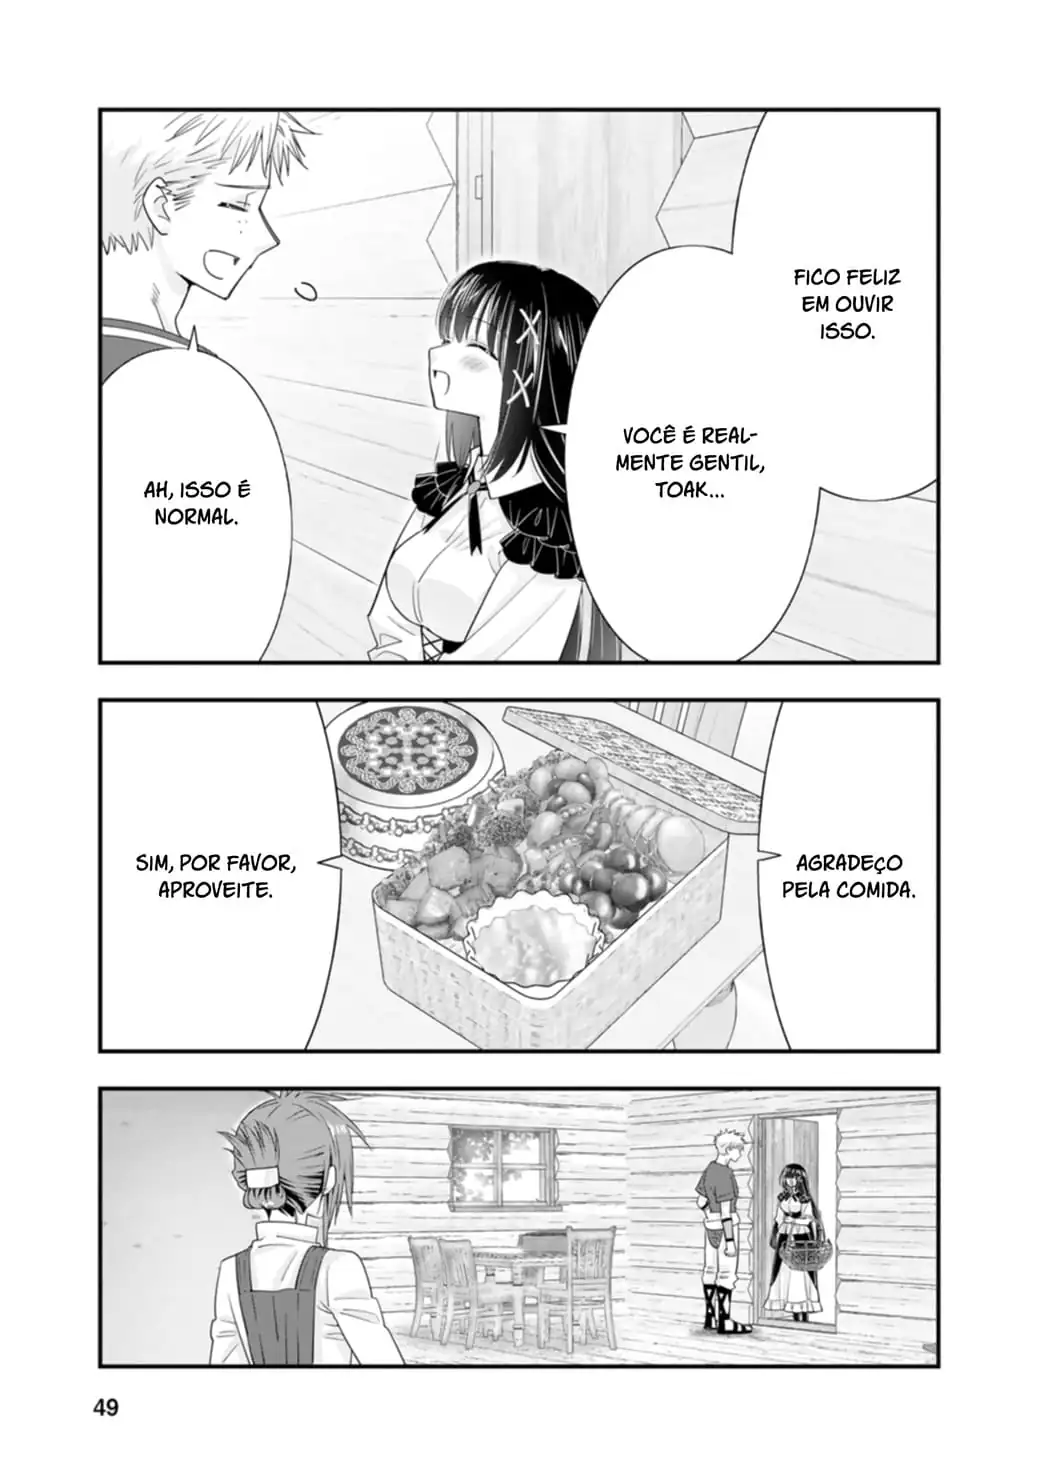 FICO FELIZ
EM OUVIR
ISSO.
VOCÊ É REAL-
MENTE GENTIL,
TOAK...
AH, ISSO É
NORMAL.
AGRADEÇO
PELA COMIDA.
SIM, POR FAVOR,
APROVEITE.
49